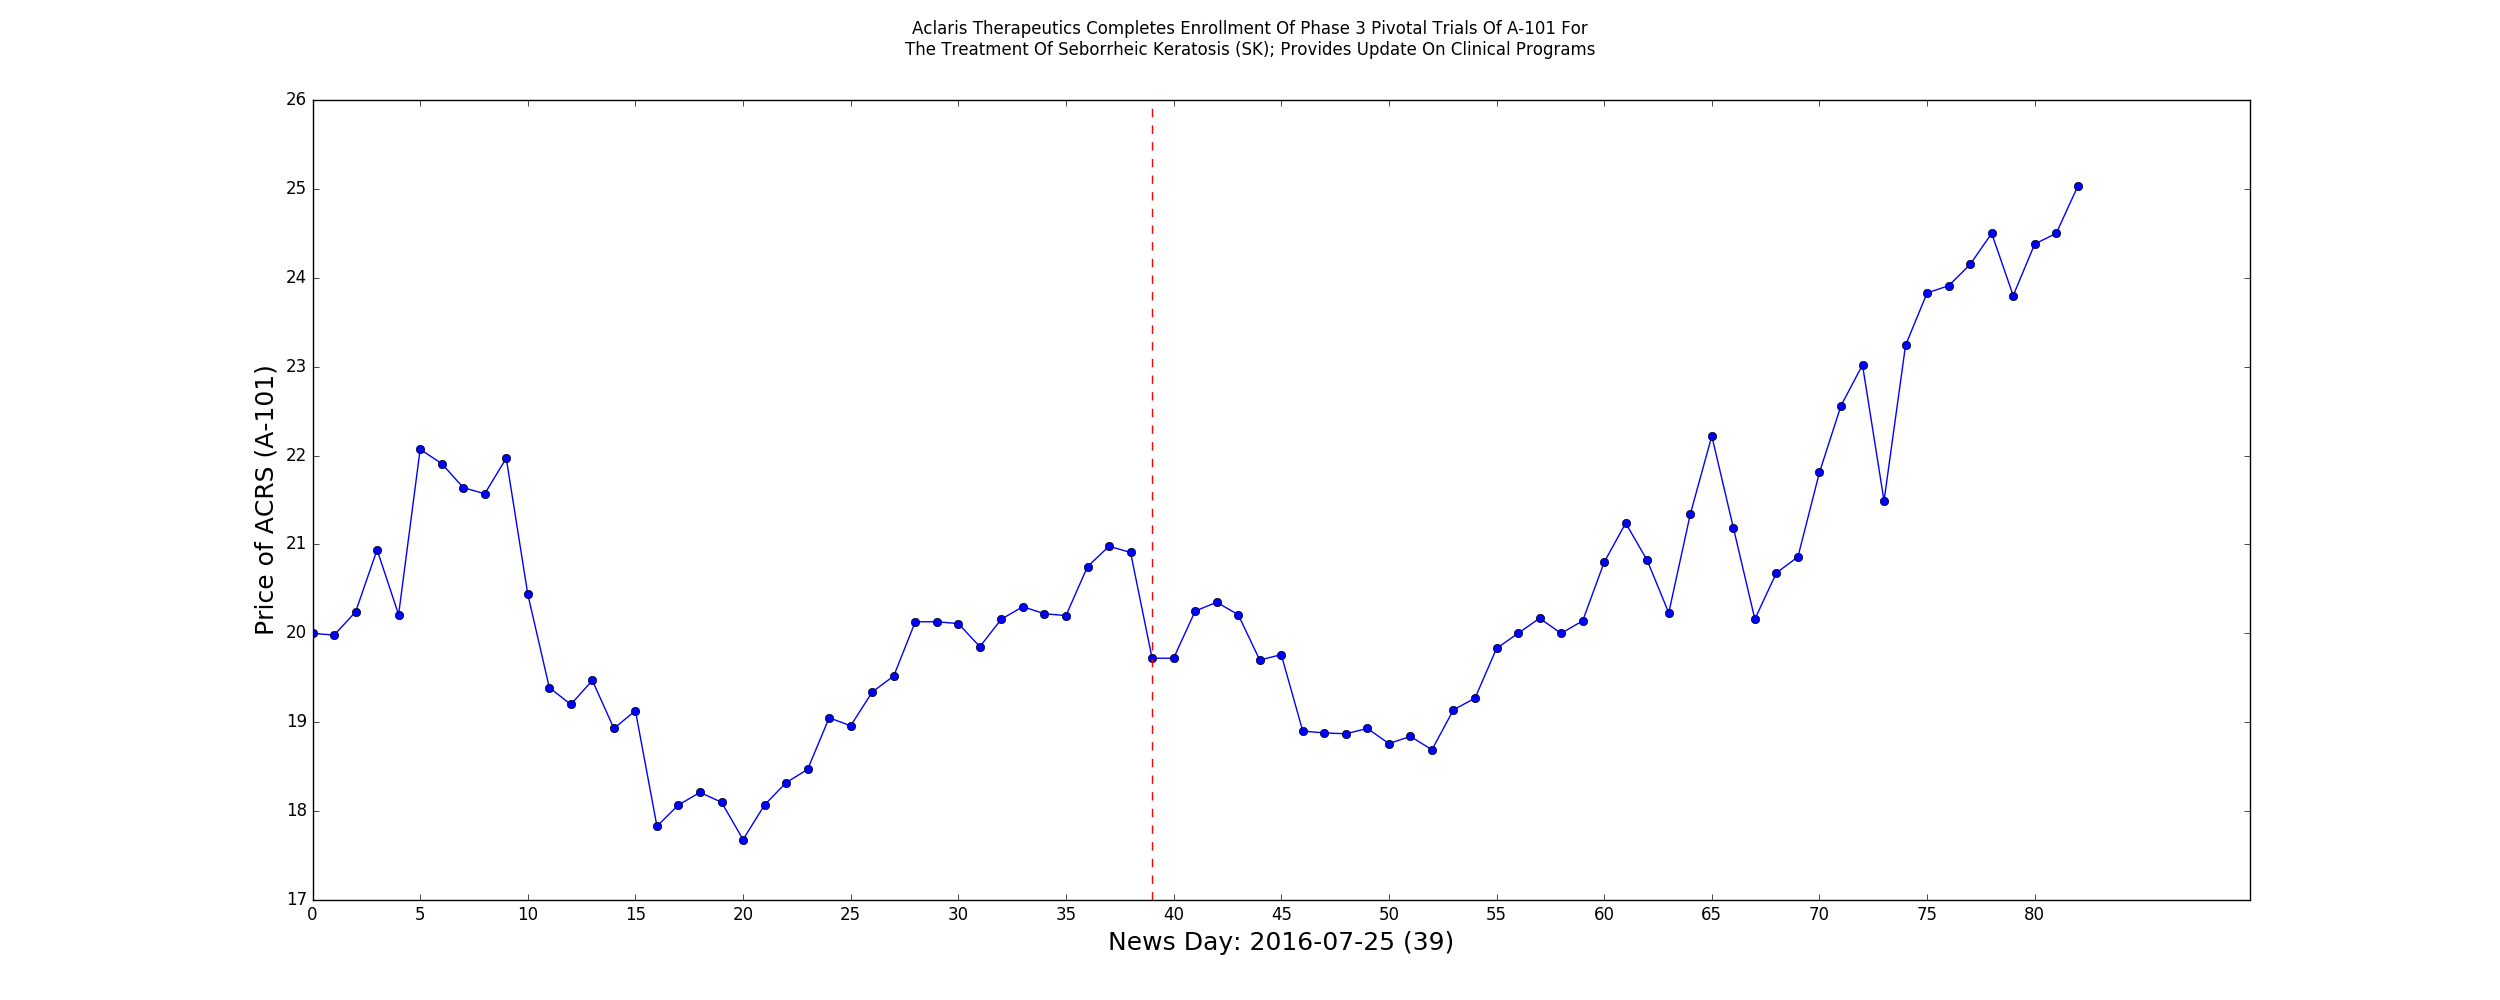 Aclaris Therapeutics Completes Enrollment Of Phase 3 Pivotal Trials Of A-101 For
The Treatment Of Seborrheic Keratosis (SK); Provides Update On Clinical Programs
26
25
24
23
22
21
20
19
18
17
Price of ACRS (A-101)
0 5 10 15 20 25 30 35 40 45 50 55 60 65 70 75 80
News Day: 2016-07-25 (39)